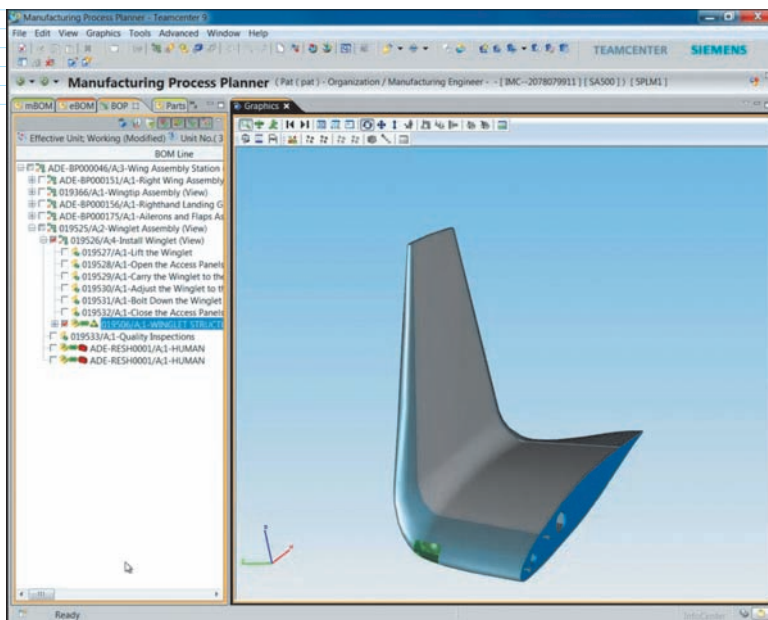 Manufacturing Process Planner - Teamcenter 9
File Edit View Graphics Tools Advanced Window Help
TEAMCENTER SIEMENS
Manufacturing Process Planner ( Pat ( pat ) - Organization / Manufacturing Engineer - - [ IMC--2078079911 ] [ SA500 ] ) [ SPLM1 ]
mBOM eBOM BOP Parts
Graphics
Effective Unit; Working (Modified) Unit No.( 3
BOM Line
ADE-BP000046/A;3-Wing Assembly Station
ADE-BP000151/A;1-Right Wing Assembly
019366/A;1-Wingtip Assembly (View)
ADE-BP000156/A;1-Righthand Landing G
ADE-BP000175/A;1-Ailerons and Flaps As
019525/A;2-Winglet Assembly (View)
019526/A;4-Install Winglet (View)
019527/A;1-Lift the Winglet
019528/A;1-Open the Access Panels
019529/A;1-Carry the Winglet to the
019530/A;1-Adjust the Winglet to th
019531/A;1-Bolt Down the Winglet
019532/A;1-Close the Access Panels
019506/A;1-WINGLET STRUCT
019533/A;1-Quality Inspections
ADE-RESH0001/A;1-HUMAN
ADE-RESH0001/A;1-HUMAN
Ready
InfoCenter